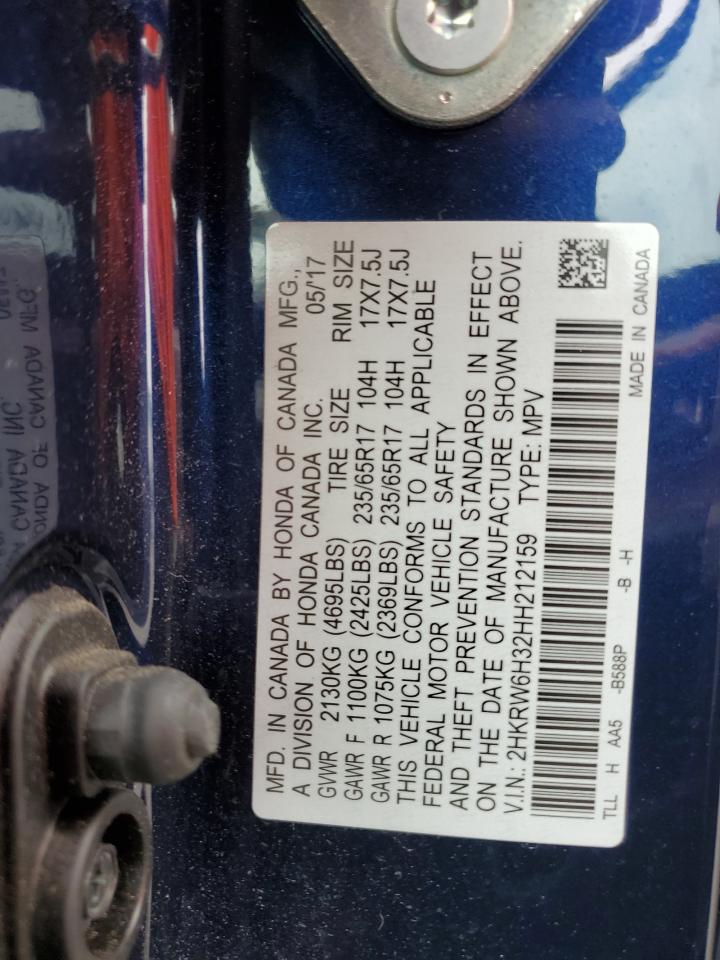 MFD. IN CANADA BY HONDA OF CANADA MFG.,
A DIVISION OF HONDA CANADA INC. 05/'17
GVWR 2130KG (4695LBS) TIRE SIZE RIM SIZE
GAWR F 1100KG (2425LBS) 235/65R17 104H 17X7.5J
GAWR R 1075KG (2369LBS) 235/65R17 104H 17X7.5J
THIS VEHICLE CONFORMS TO ALL APPLICABLE
FEDERAL MOTOR VEHICLE SAFETY
AND THEFT PREVENTION STANDARDS IN EFFECT
ON THE DATE OF MANUFACTURE SHOWN ABOVE.
V.I.N.: 2HKRW6H32HH212159 TYPE: MPV
TLL H AA5 -B588P -B -H MADE IN CANADA